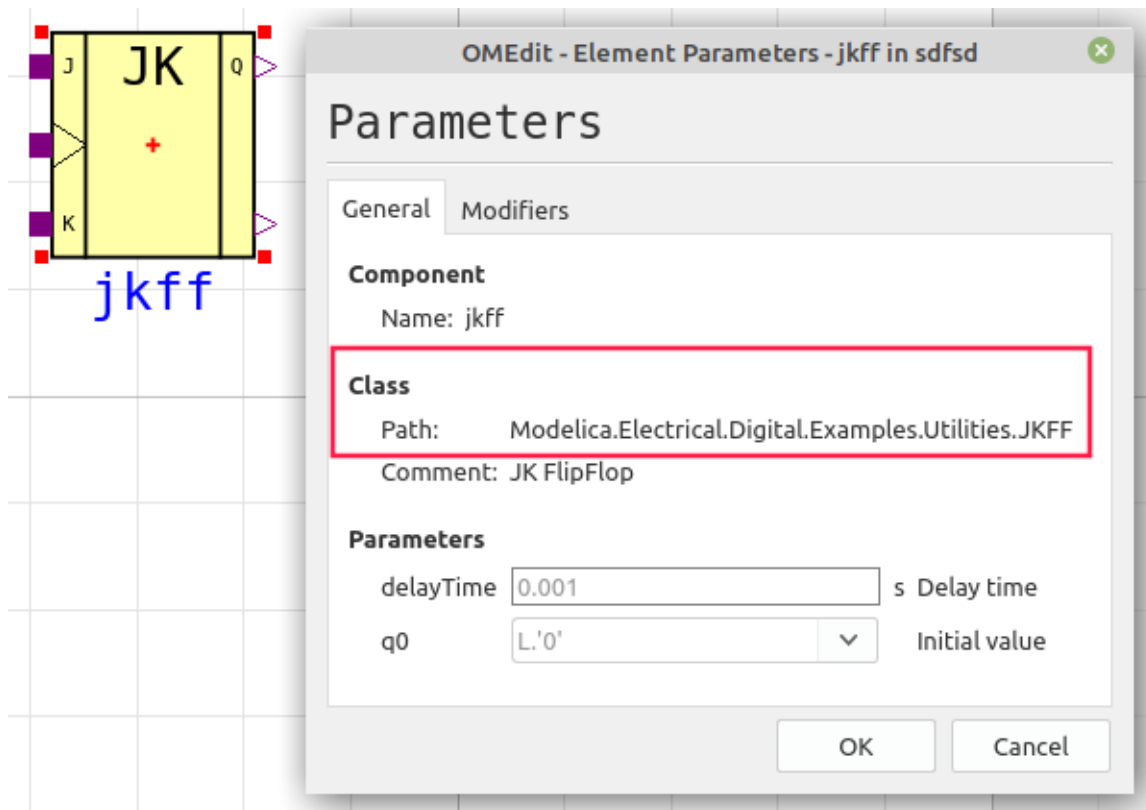 J JK Q
K
jkff
OMEdit - Element Parameters - jkff in sdfsd
Parameters
General Modifiers
Component
Name: jkff
Class
Path: Modelica.Electrical.Digital.Examples.Utilities.JKFF
Comment: JK FlipFlop
Parameters
delayTime 0.001 s Delay time
q0 L.'0' Initial value
OK Cancel